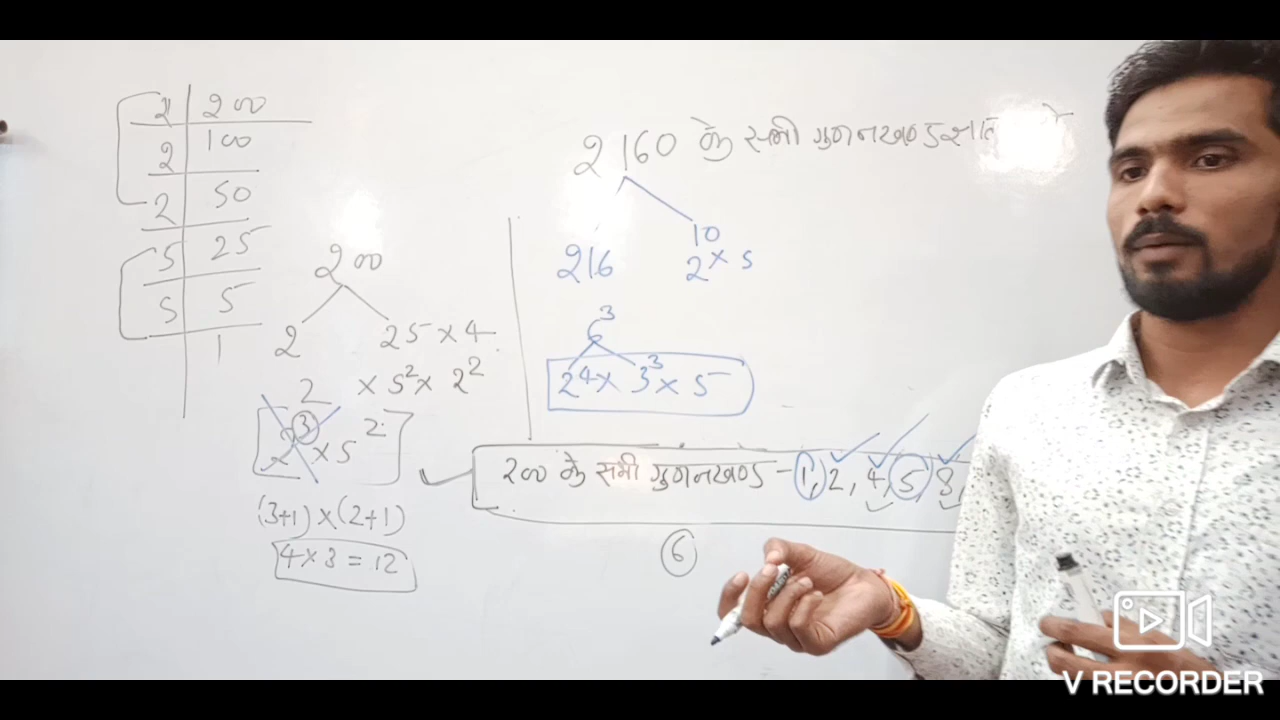 2 | 200
2 | 100
2 | 50
5 | 25
5 | 5
1
200
2 25 × 4
2 × 5² × 2²
2³ × 5²
(3+1) × (2+1)
4 × 3 = 12
2160 के सभी गुणनखण्ड
216 10
2 × 5
6³
2⁴ × 3³ × 5
200 के सभी गुणनखण्ड - 1, 2, 4, 5, 8,
6
V RECORDER